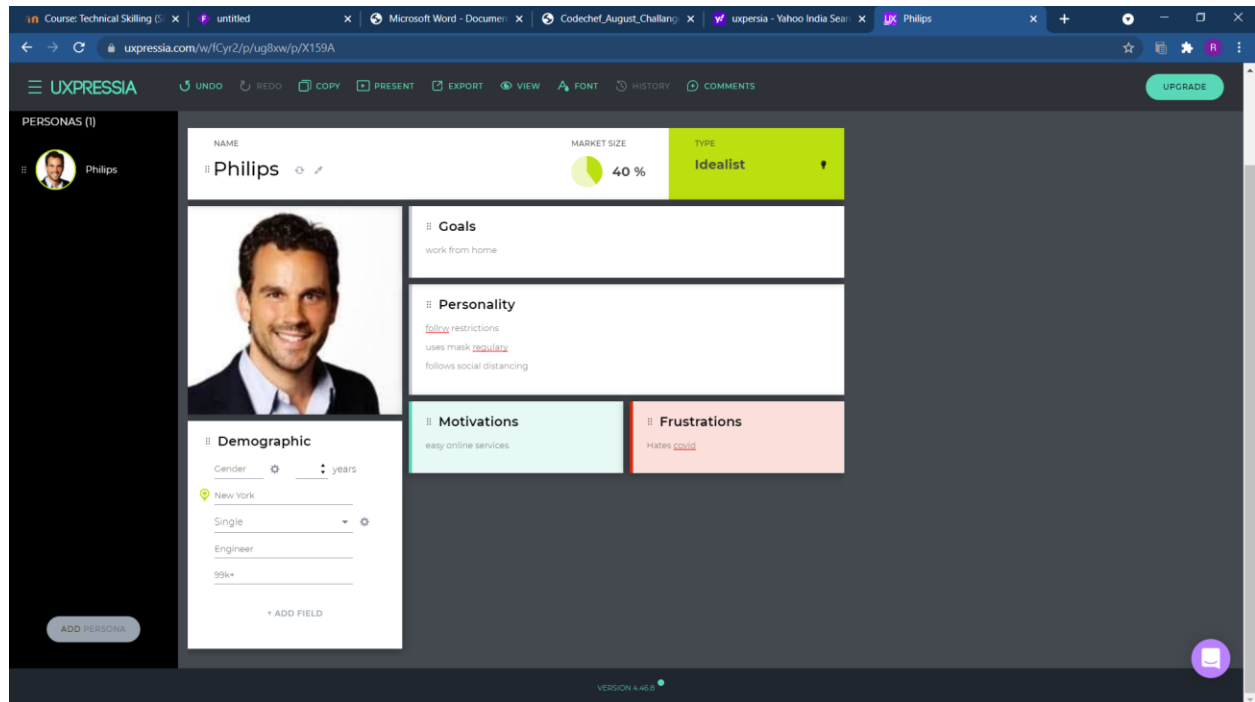 Course: Technical Skilling (S
untitled
Microsoft Word - Documen
Codechef_August_Challang
uxpersia - Yahoo India Sear
Philips
uxpressia.com/w/fCyr2/p/ug8xw/p/X159A
R
UXPRESSIA
UNDO REDO COPY PRESENT EXPORT VIEW FONT HISTORY COMMENTS
UPGRADE
PERSONAS (1)
Philips
NAME
Philips
MARKET SIZE
40 %
TYPE
Idealist
Goals
work from home
Personality
follrw restrictions
uses mask regulary
follows social distancing
Motivations
easy online services
Frustrations
Hates covid
Demographic
Gender years
New York
Single
Engineer
99k+
+ ADD FIELD
ADD PERSONA
VERSION 4.46.8